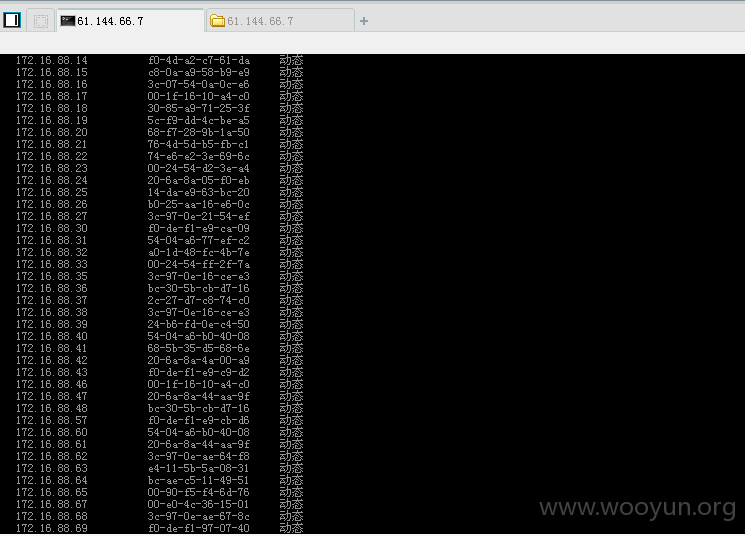 61.144.66.7 61.144.66.7
172.16.88.14 f0-4d-a2-c7-61-da 动态
172.16.88.15 c8-0a-a9-58-b9-e9 动态
172.16.88.16 3c-07-54-0a-0c-e6 动态
172.16.88.17 00-1f-16-10-a4-c0 动态
172.16.88.18 30-85-a9-71-25-3f 动态
172.16.88.19 5c-f9-dd-4c-be-a5 动态
172.16.88.20 68-f7-28-9b-1a-50 动态
172.16.88.21 76-4d-5d-b5-fb-c1 动态
172.16.88.22 74-e6-e2-3e-69-6c 动态
172.16.88.23 00-24-54-d2-3e-a4 动态
172.16.88.24 20-6a-8a-05-f0-eb 动态
172.16.88.25 14-da-e9-63-bc-20 动态
172.16.88.26 b0-25-aa-16-e6-0c 动态
172.16.88.27 3c-97-0e-21-54-ef 动态
172.16.88.30 f0-de-f1-e9-ca-09 动态
172.16.88.31 54-04-a6-77-ef-c2 动态
172.16.88.32 a0-1d-48-fc-4b-7e 动态
172.16.88.33 00-24-54-ff-2f-7a 动态
172.16.88.35 3c-97-0e-16-ce-e3 动态
172.16.88.36 bc-30-5b-cb-d7-16 动态
172.16.88.37 2c-27-d7-c8-74-c0 动态
172.16.88.38 3c-97-0e-16-ce-e3 动态
172.16.88.39 24-b6-fd-0e-c4-50 动态
172.16.88.40 54-04-a6-b0-40-08 动态
172.16.88.41 68-5b-35-d5-68-6e 动态
172.16.88.42 20-6a-8a-4a-00-a9 动态
172.16.88.43 f0-de-f1-e9-c9-d2 动态
172.16.88.46 00-1f-16-10-a4-c0 动态
172.16.88.47 20-6a-8a-44-aa-9f 动态
172.16.88.48 bc-30-5b-cb-d7-16 动态
172.16.88.57 f0-de-f1-e9-cb-d6 动态
172.16.88.60 54-04-a6-b0-40-08 动态
172.16.88.61 20-6a-8a-44-aa-9f 动态
172.16.88.62 3c-97-0e-ae-64-f8 动态
172.16.88.63 e4-11-5b-5a-08-31 动态
172.16.88.64 bc-ae-c5-11-49-51 动态
172.16.88.65 00-90-f5-f4-6d-76 动态
172.16.88.67 00-e0-4c-36-15-01 动态
172.16.88.68 3c-97-0e-ae-67-8c 动态
172.16.88.69 f0-de-f1-97-07-40 动态
www.wooyun.org